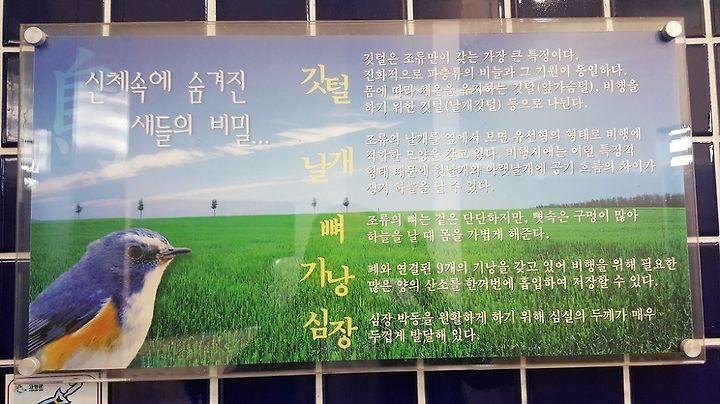 鳥
신체속에 숨겨진
새들의 비밀...
깃털
깃털은 조류만이 갖는 가장 큰 특징이다.
진화적으로 파충류의 비늘과 그 기원이 동일하다.
몸에 따라 체온을 유지하는 깃털(앞가슴털), 비행을
하기 위한 깃털(날개깃털) 등으로 나뉜다.
날개
조류의 날개를 옆에서 보면 유선형의 형태로 비행에
적합한 모양을 갖고 있다. 비행시에는 이런 특징적
형태 때문에 윗날개와 아랫날개에 공기 흐름의 차이가
생겨 하늘을 날 수 있다.
뼈
조류의 뼈는 겉은 단단하지만, 뼛속은 구멍이 많아
하늘을 날 때 몸을 가볍게 해준다.
기낭
폐와 연결된 9개의 기낭을 갖고 있어 비행을 위해 필요한
많은 양의 산소를 한꺼번에 흡입하여 저장할 수 있다.
심장
심장 박동을 원활하게 하기 위해 심실의 두께가 매우
두껍게 발달해 있다.